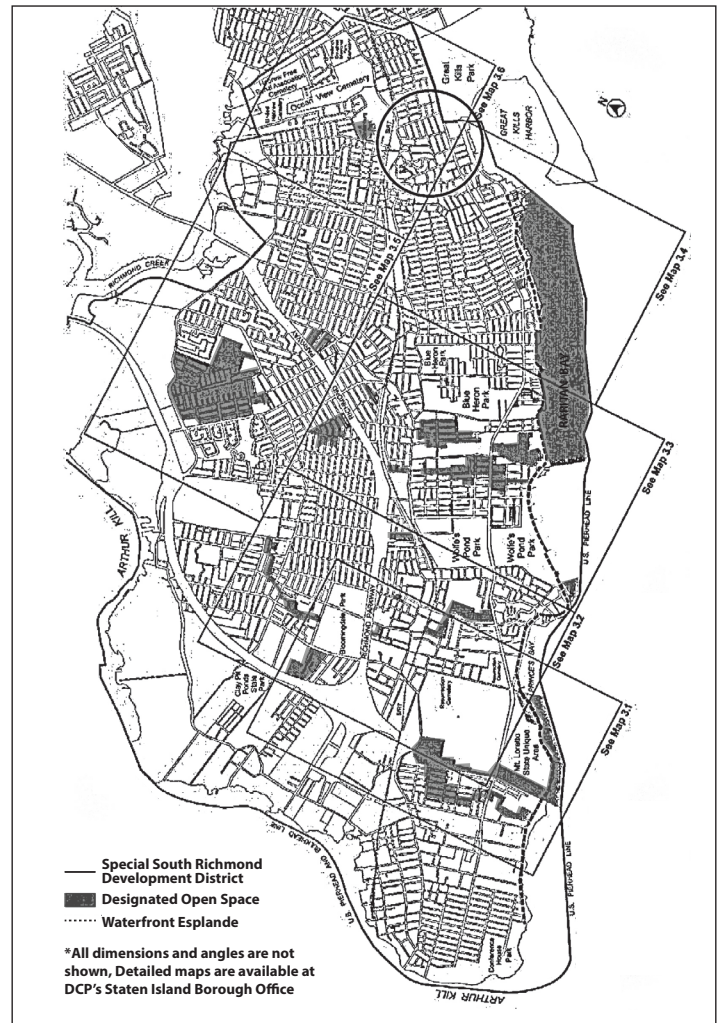 Great
Kills
Park
See Map 3.6
GREAT
KILLS
HARBOR
N
Ocean View Cemetery
RICHMOND CREEK
See Map 3.5
See Map 3.4
Blue
Heron
Park
Blue
Heron
Park
RARITAN BAY
See Map 3.3
ARTHUR KILL
Wolfe's
Pond
Park
Wolfe's
Pond
Park
U.S. PIERHEAD LINE
Bloomingdale Park
RICHMOND PARKWAY
See Map 3.2
PRINCES BAY
Clay Pit
Ponds
State
Park
Resurrection
Cemetery
SRT
See Map 3.1
Mt. Loretto
State Unique
Area
U.S. PIERHEAD AND BULKHEAD LINE
U.S. PIERHEAD LINE
Conference
House
Park
ARTHUR KILL
Special South Richmond
Development District
Designated Open Space
Waterfront Esplande
*All dimensions and angles are not
shown, Detailed maps are available at
DCP's Staten Island Borough Office